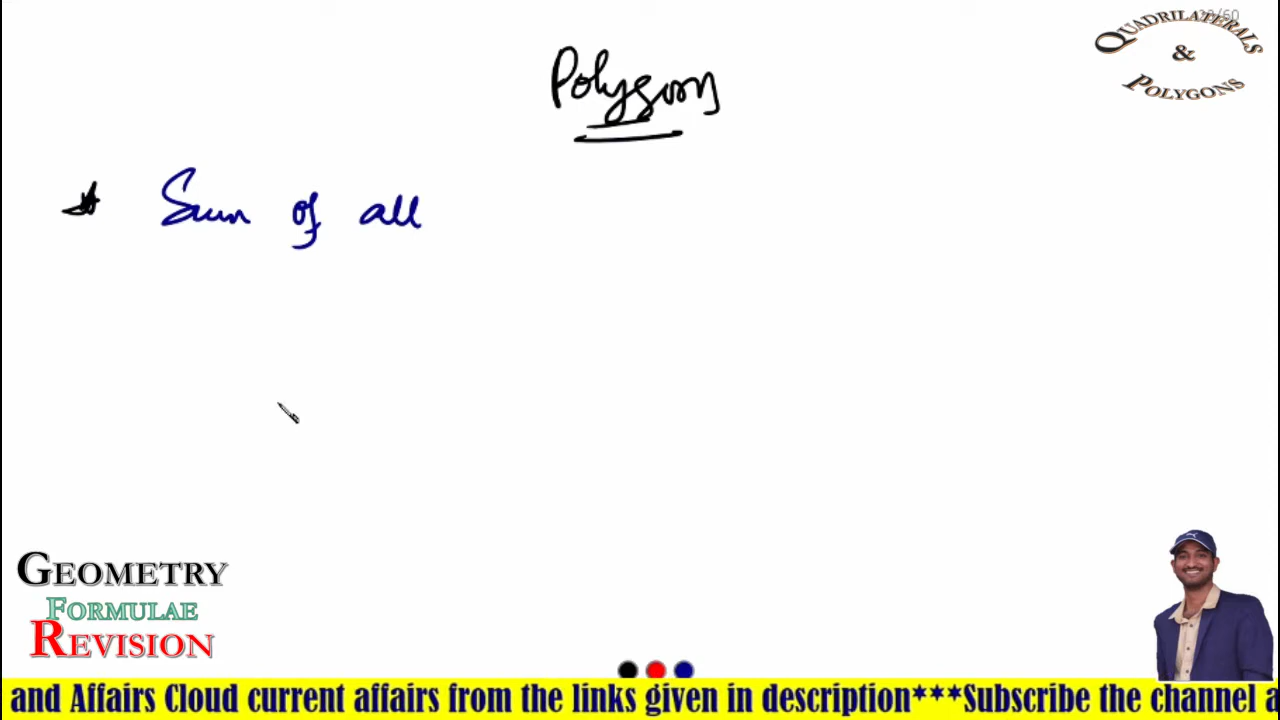 QUADRILATERALS
&
POLYGONS
Polygons
Sum of all
GEOMETRY
FORMULAE
REVISION
and Affairs Cloud current affairs from the links given in description***Subscribe the channel a